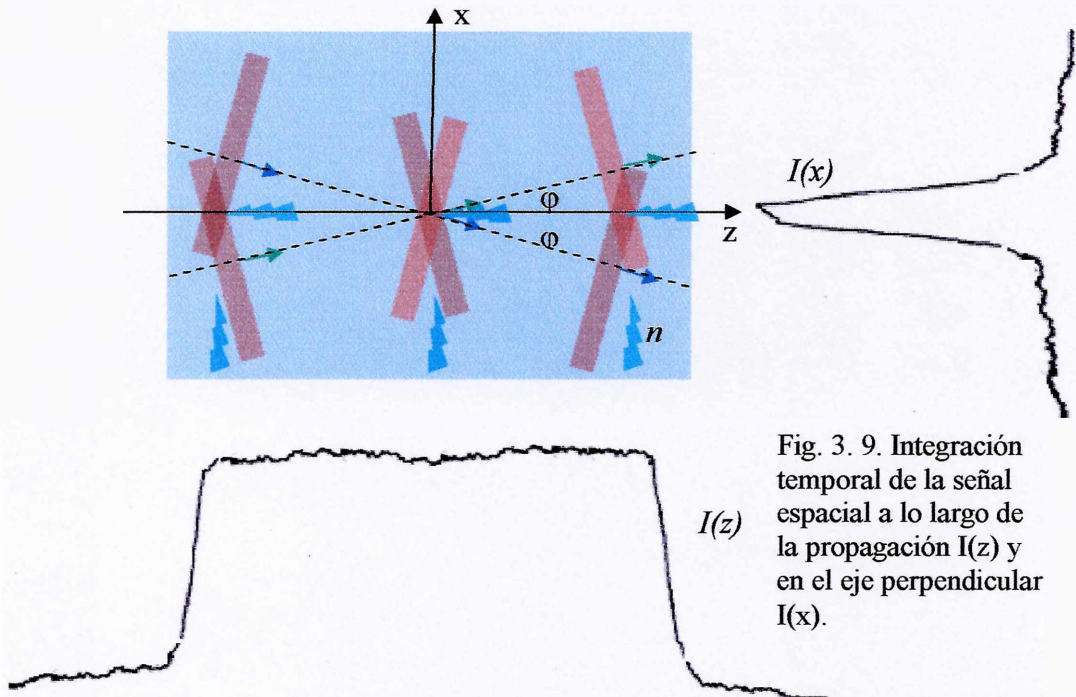 x
I(x)
φ
z
φ
n
I(z)
Fig. 3. 9. Integración
temporal de la señal
espacial a lo largo de
la propagación I(z) y
en el eje perpendicular
I(x).